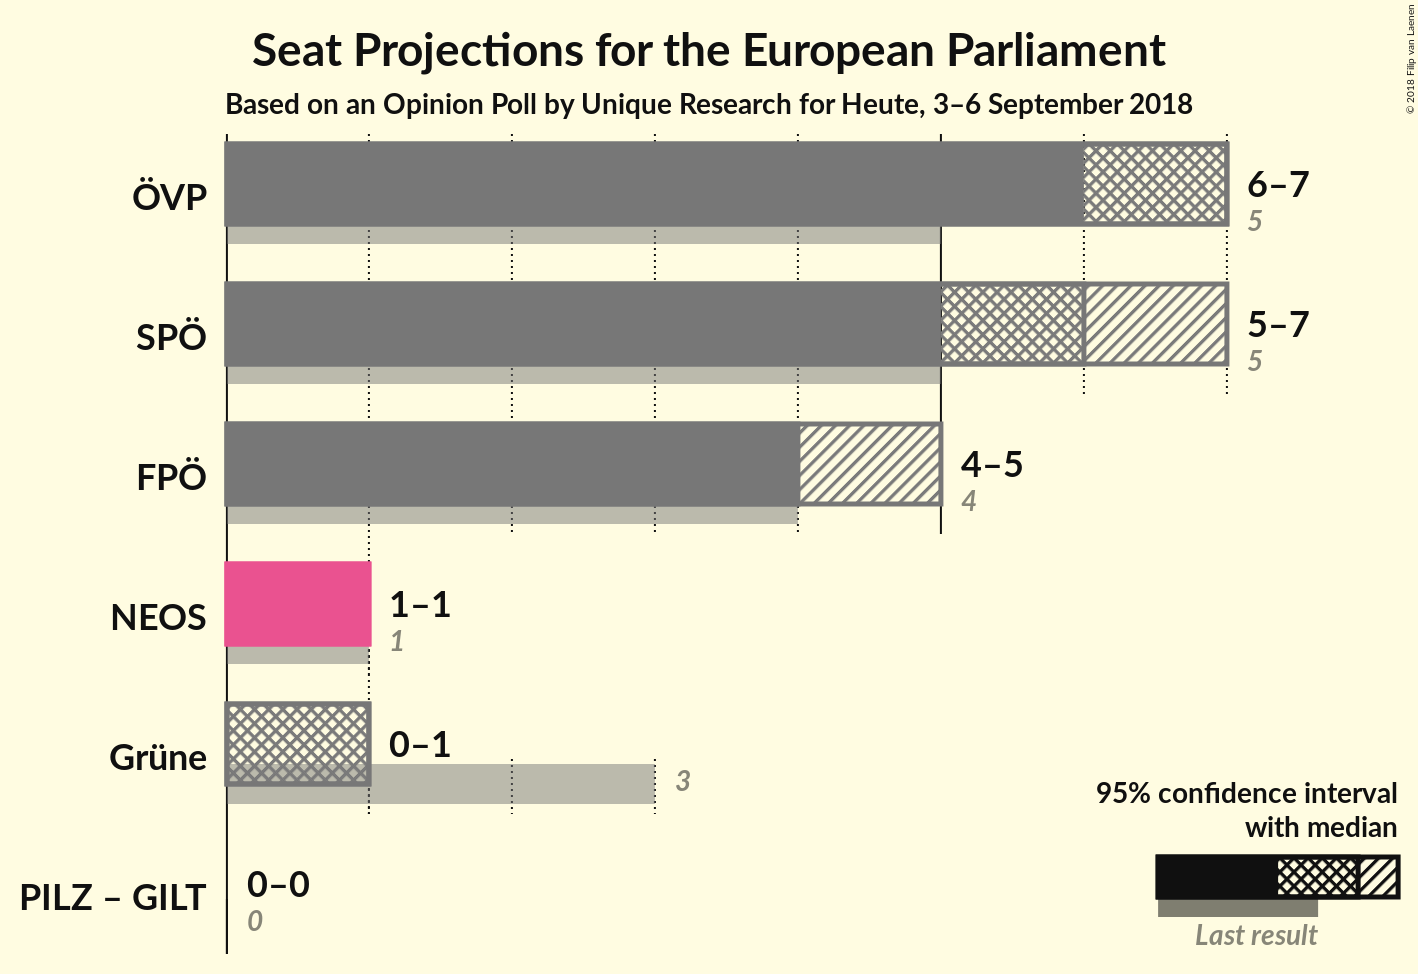 Seat Projections for the European Parliament
Based on an Opinion Poll by Unique Research for Heute, 3–6 September 2018
© 2018 Filip van Laenen
ÖVP
6–7
5
SPÖ
5–7
5
FPÖ
4–5
4
NEOS
1–1
1
Grüne
0–1
3
PILZ – GILT
0–0
0
95% confidence interval
with median
Last result